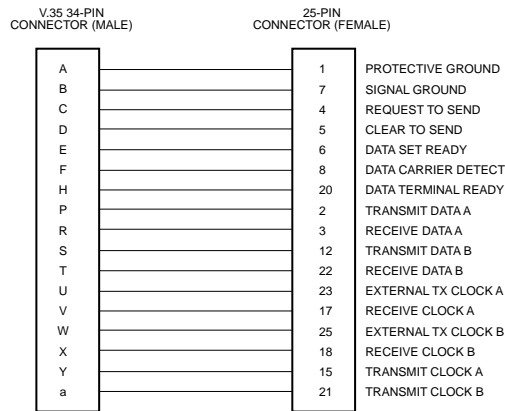 V.35 34-PIN
CONNECTOR (MALE)
25-PIN
CONNECTOR (FEMALE)
A 1 PROTECTIVE GROUND
B 7 SIGNAL GROUND
C 4 REQUEST TO SEND
D 5 CLEAR TO SEND
E 6 DATA SET READY
F 8 DATA CARRIER DETECT
H 20 DATA TERMINAL READY
P 2 TRANSMIT DATA A
R 3 RECEIVE DATA A
S 12 TRANSMIT DATA B
T 22 RECEIVE DATA B
U 23 EXTERNAL TX CLOCK A
V 17 RECEIVE CLOCK A
W 25 EXTERNAL TX CLOCK B
X 18 RECEIVE CLOCK B
Y 15 TRANSMIT CLOCK A
a 21 TRANSMIT CLOCK B